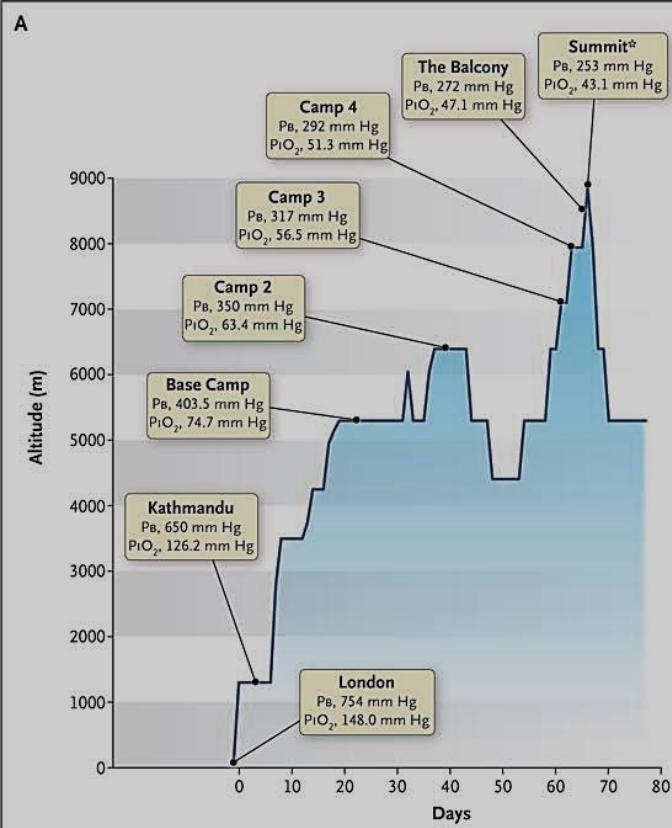 A
Summit☆
PB, 253 mm Hg
PIO₂, 43.1 mm Hg
The Balcony
PB, 272 mm Hg
PIO₂, 47.1 mm Hg
Camp 4
PB, 292 mm Hg
PIO₂, 51.3 mm Hg
Camp 3
PB, 317 mm Hg
PIO₂, 56.5 mm Hg
Camp 2
PB, 350 mm Hg
PIO₂, 63.4 mm Hg
Base Camp
PB, 403.5 mm Hg
PIO₂, 74.7 mm Hg
Kathmandu
PB, 650 mm Hg
PIO₂, 126.2 mm Hg
London
PB, 754 mm Hg
PIO₂, 148.0 mm Hg
Altitude (m)
9000
8000
7000
6000
5000
4000
3000
2000
1000
0
0 10 20 30 40 50 60 70 80
Days